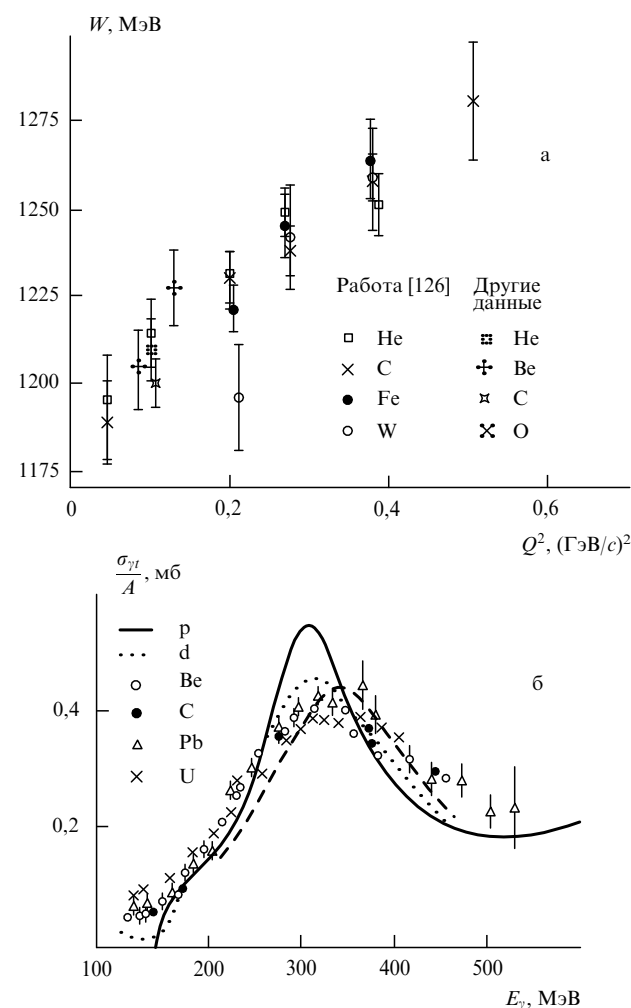 W, МэВ
1275
1250
1225
1200
1175
а
Работа [126]
Другие данные
He
He
C
Be
Fe
C
W
O
0
0,2
0,4
0,6
Q², (ГэВ/c)²
σγt/A, мб
p
d
Be
C
Pb
U
б
0,4
0,2
100
200
300
400
500
Eγ, МэВ